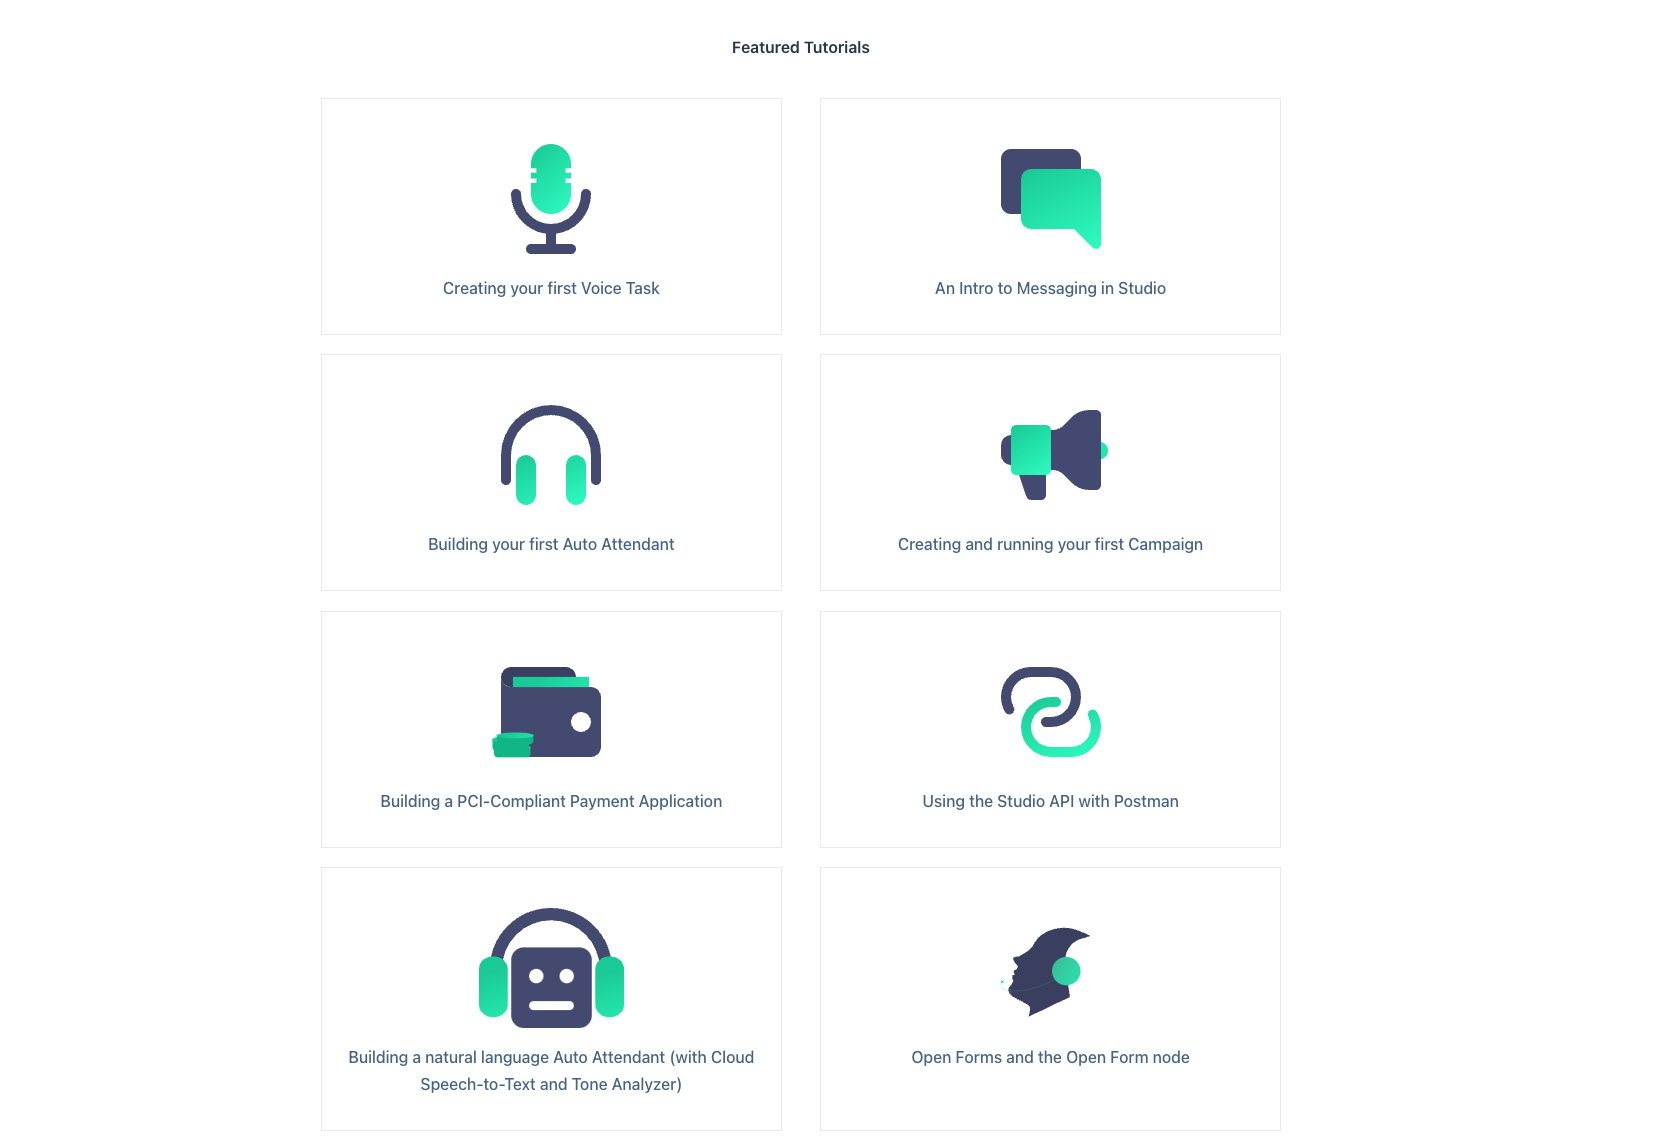 Featured Tutorials
Creating your first Voice Task
An Intro to Messaging in Studio
Building your first Auto Attendant
Creating and running your first Campaign
Building a PCI-Compliant Payment Application
Using the Studio API with Postman
Building a natural language Auto Attendant (with Cloud
Speech-to-Text and Tone Analyzer)
Open Forms and the Open Form node